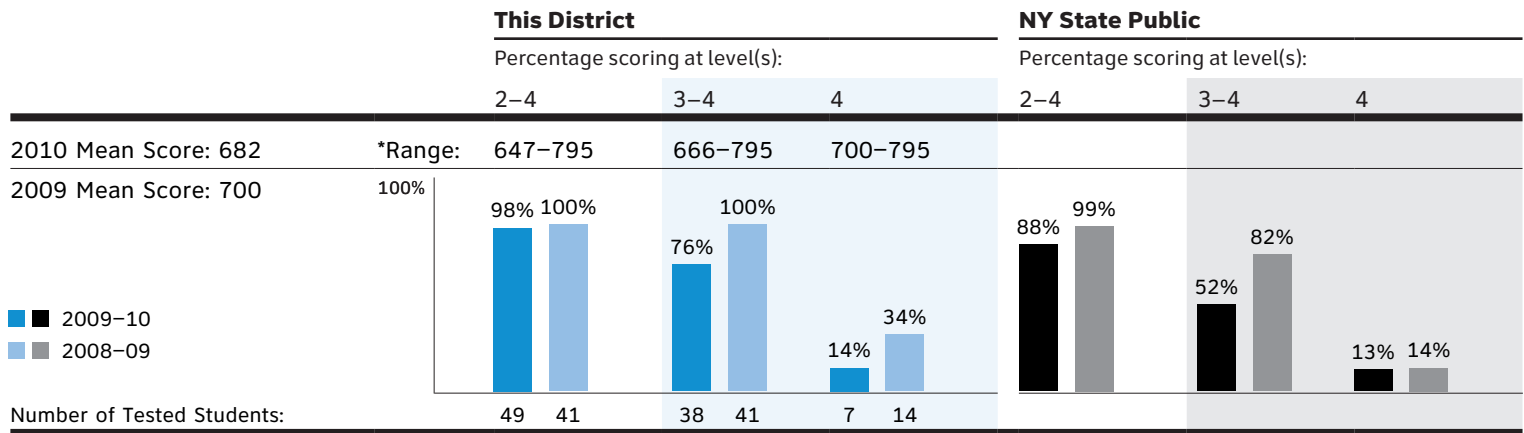 This District NY State Public
Percentage scoring at level(s): Percentage scoring at level(s):
2–4 3–4 4 2–4 3–4 4
2010 Mean Score: 682 *Range: 647–795 666–795 700–795
2009 Mean Score: 700 100%
98% 100% 76% 100% 14% 34% 88% 99% 52% 82% 13% 14%
2009–10
2008–09
Number of Tested Students: 49 41 38 41 7 14